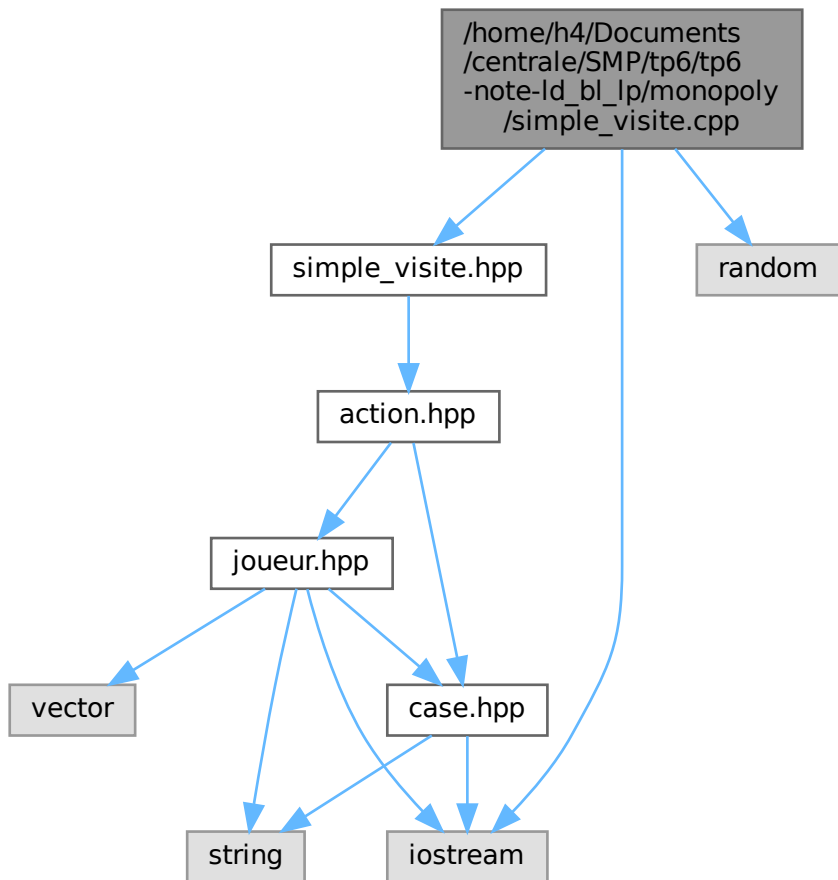 /home/h4/Documents
/centrale/SMP/tp6/tp6
-note-ld_bl_lp/monopoly
/simple_visite.cpp
simple_visite.hpp
random
action.hpp
joueur.hpp
vector
case.hpp
string
iostream